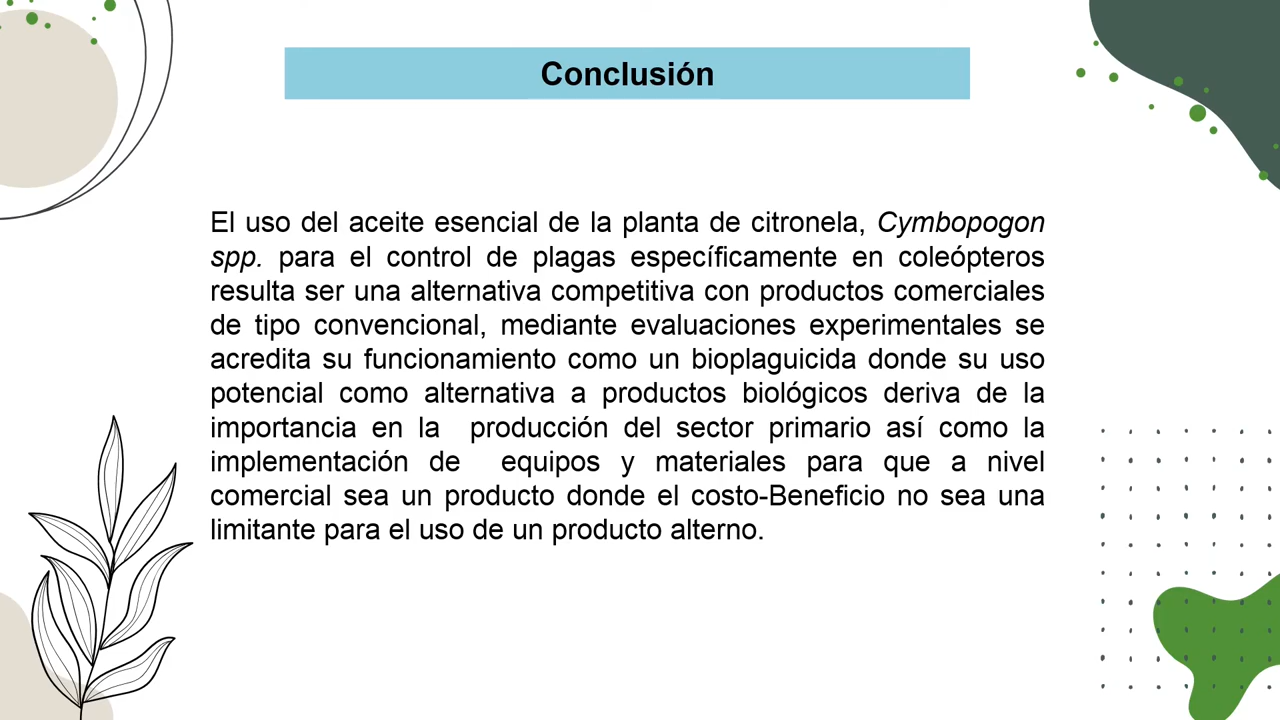 Conclusión
El uso del aceite esencial de la planta de citronela, Cymbopogon
spp. para el control de plagas específicamente en coleópteros
resulta ser una alternativa competitiva con productos comerciales
de tipo convencional, mediante evaluaciones experimentales se
acredita su funcionamiento como un bioplaguicida donde su uso
potencial como alternativa a productos biológicos deriva de la
importancia en la producción del sector primario así como la
implementación de equipos y materiales para que a nivel
comercial sea un producto donde el costo-Beneficio no sea una
limitante para el uso de un producto alterno.